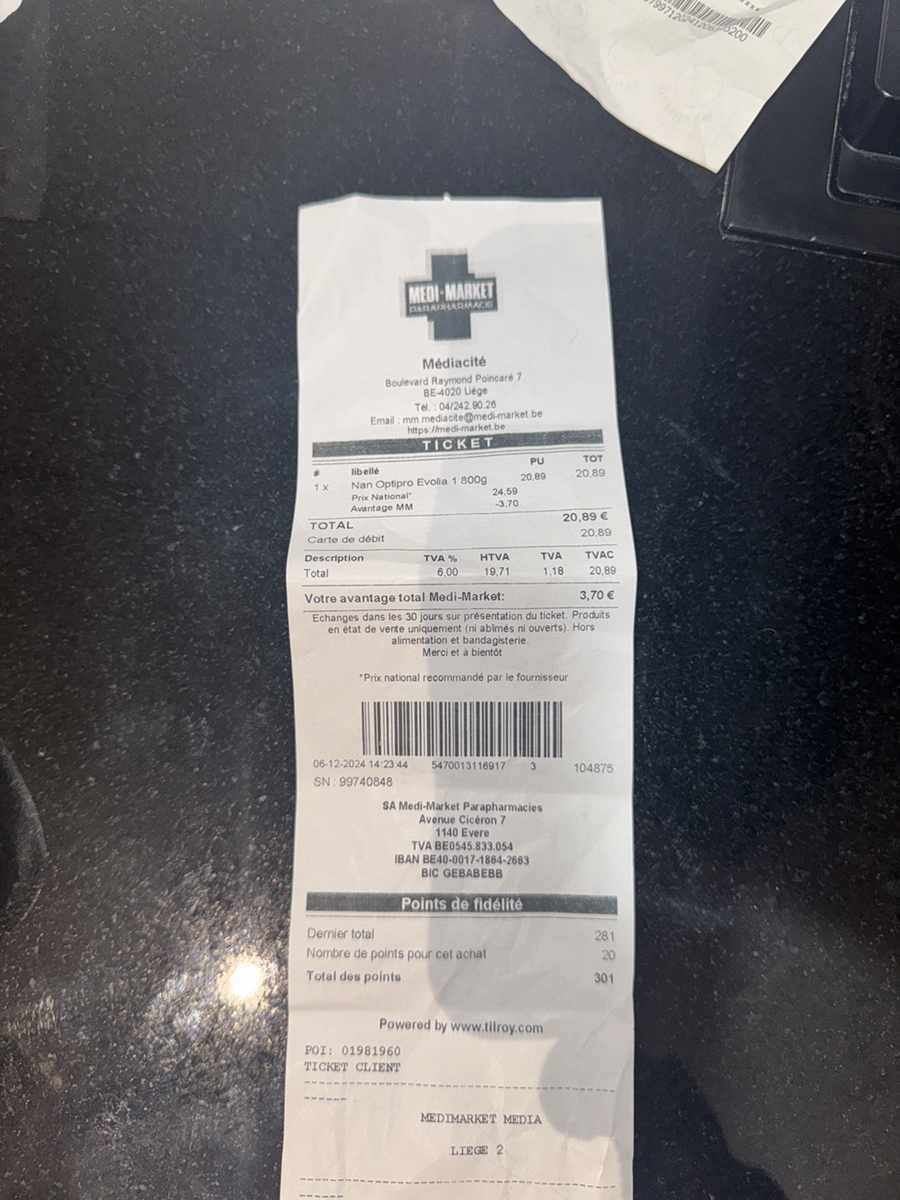 200
MEDI-MARKET
PARAPHARMACIE
Médiacité
Boulevard Raymond Poincaré 7
BE-4020 Liège
Tél. : 04/242.90.26
Email : mm.mediacite@medi-market.be
https://medi-market.be
TICKET
# libellé PU TOT
1 x Nan Optipro Evolia 1 800g 20,89 20,89
Prix National* 24,59
Avantage MM -3,70
TOTAL 20,89 €
Carte de débit 20,89
Description TVA % HTVA TVA TVAC
Total 6,00 19,71 1,18 20,89
Votre avantage total Medi-Market: 3,70 €
Echanges dans les 30 jours sur présentation du ticket. Produits
en état de vente uniquement (ni abîmés ni ouverts). Hors
alimentation et bandagisterie.
Merci et à bientôt
*Prix national recommandé par le fournisseur
06-12-2024 14:23:44 5470013116917 3 104875
SN : 99740848
SA Medi-Market Parapharmacies
Avenue Cicéron 7
1140 Evere
TVA BE0545.833.054
IBAN BE40-0017-1864-2663
BIC GEBABEBB
Points de fidélité
Dernier total 281
Nombre de points pour cet achat 20
Total des points 301
Powered by www.tilroy.com
POI: 01981960
TICKET CLIENT
MEDIMARKET MEDIA
LIEGE 2